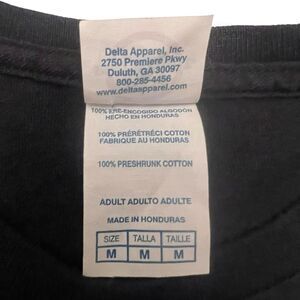 Delta Apparel, Inc.
2750 Premiere Pkwy
Duluth, GA 30097
800-285-4456
deltaapparel.com
100% PRE-ENCOGIDO ALGODÓN
HECHO EN HONDURAS
100% PRÉRÉTRÉCI COTON
FABRIQUE AU HONDURAS
100% PRESHRUNK COTTON
ADULT ADULTO ADULTE
MADE IN HONDURAS
SIZE TALLA TAILLE
M M M